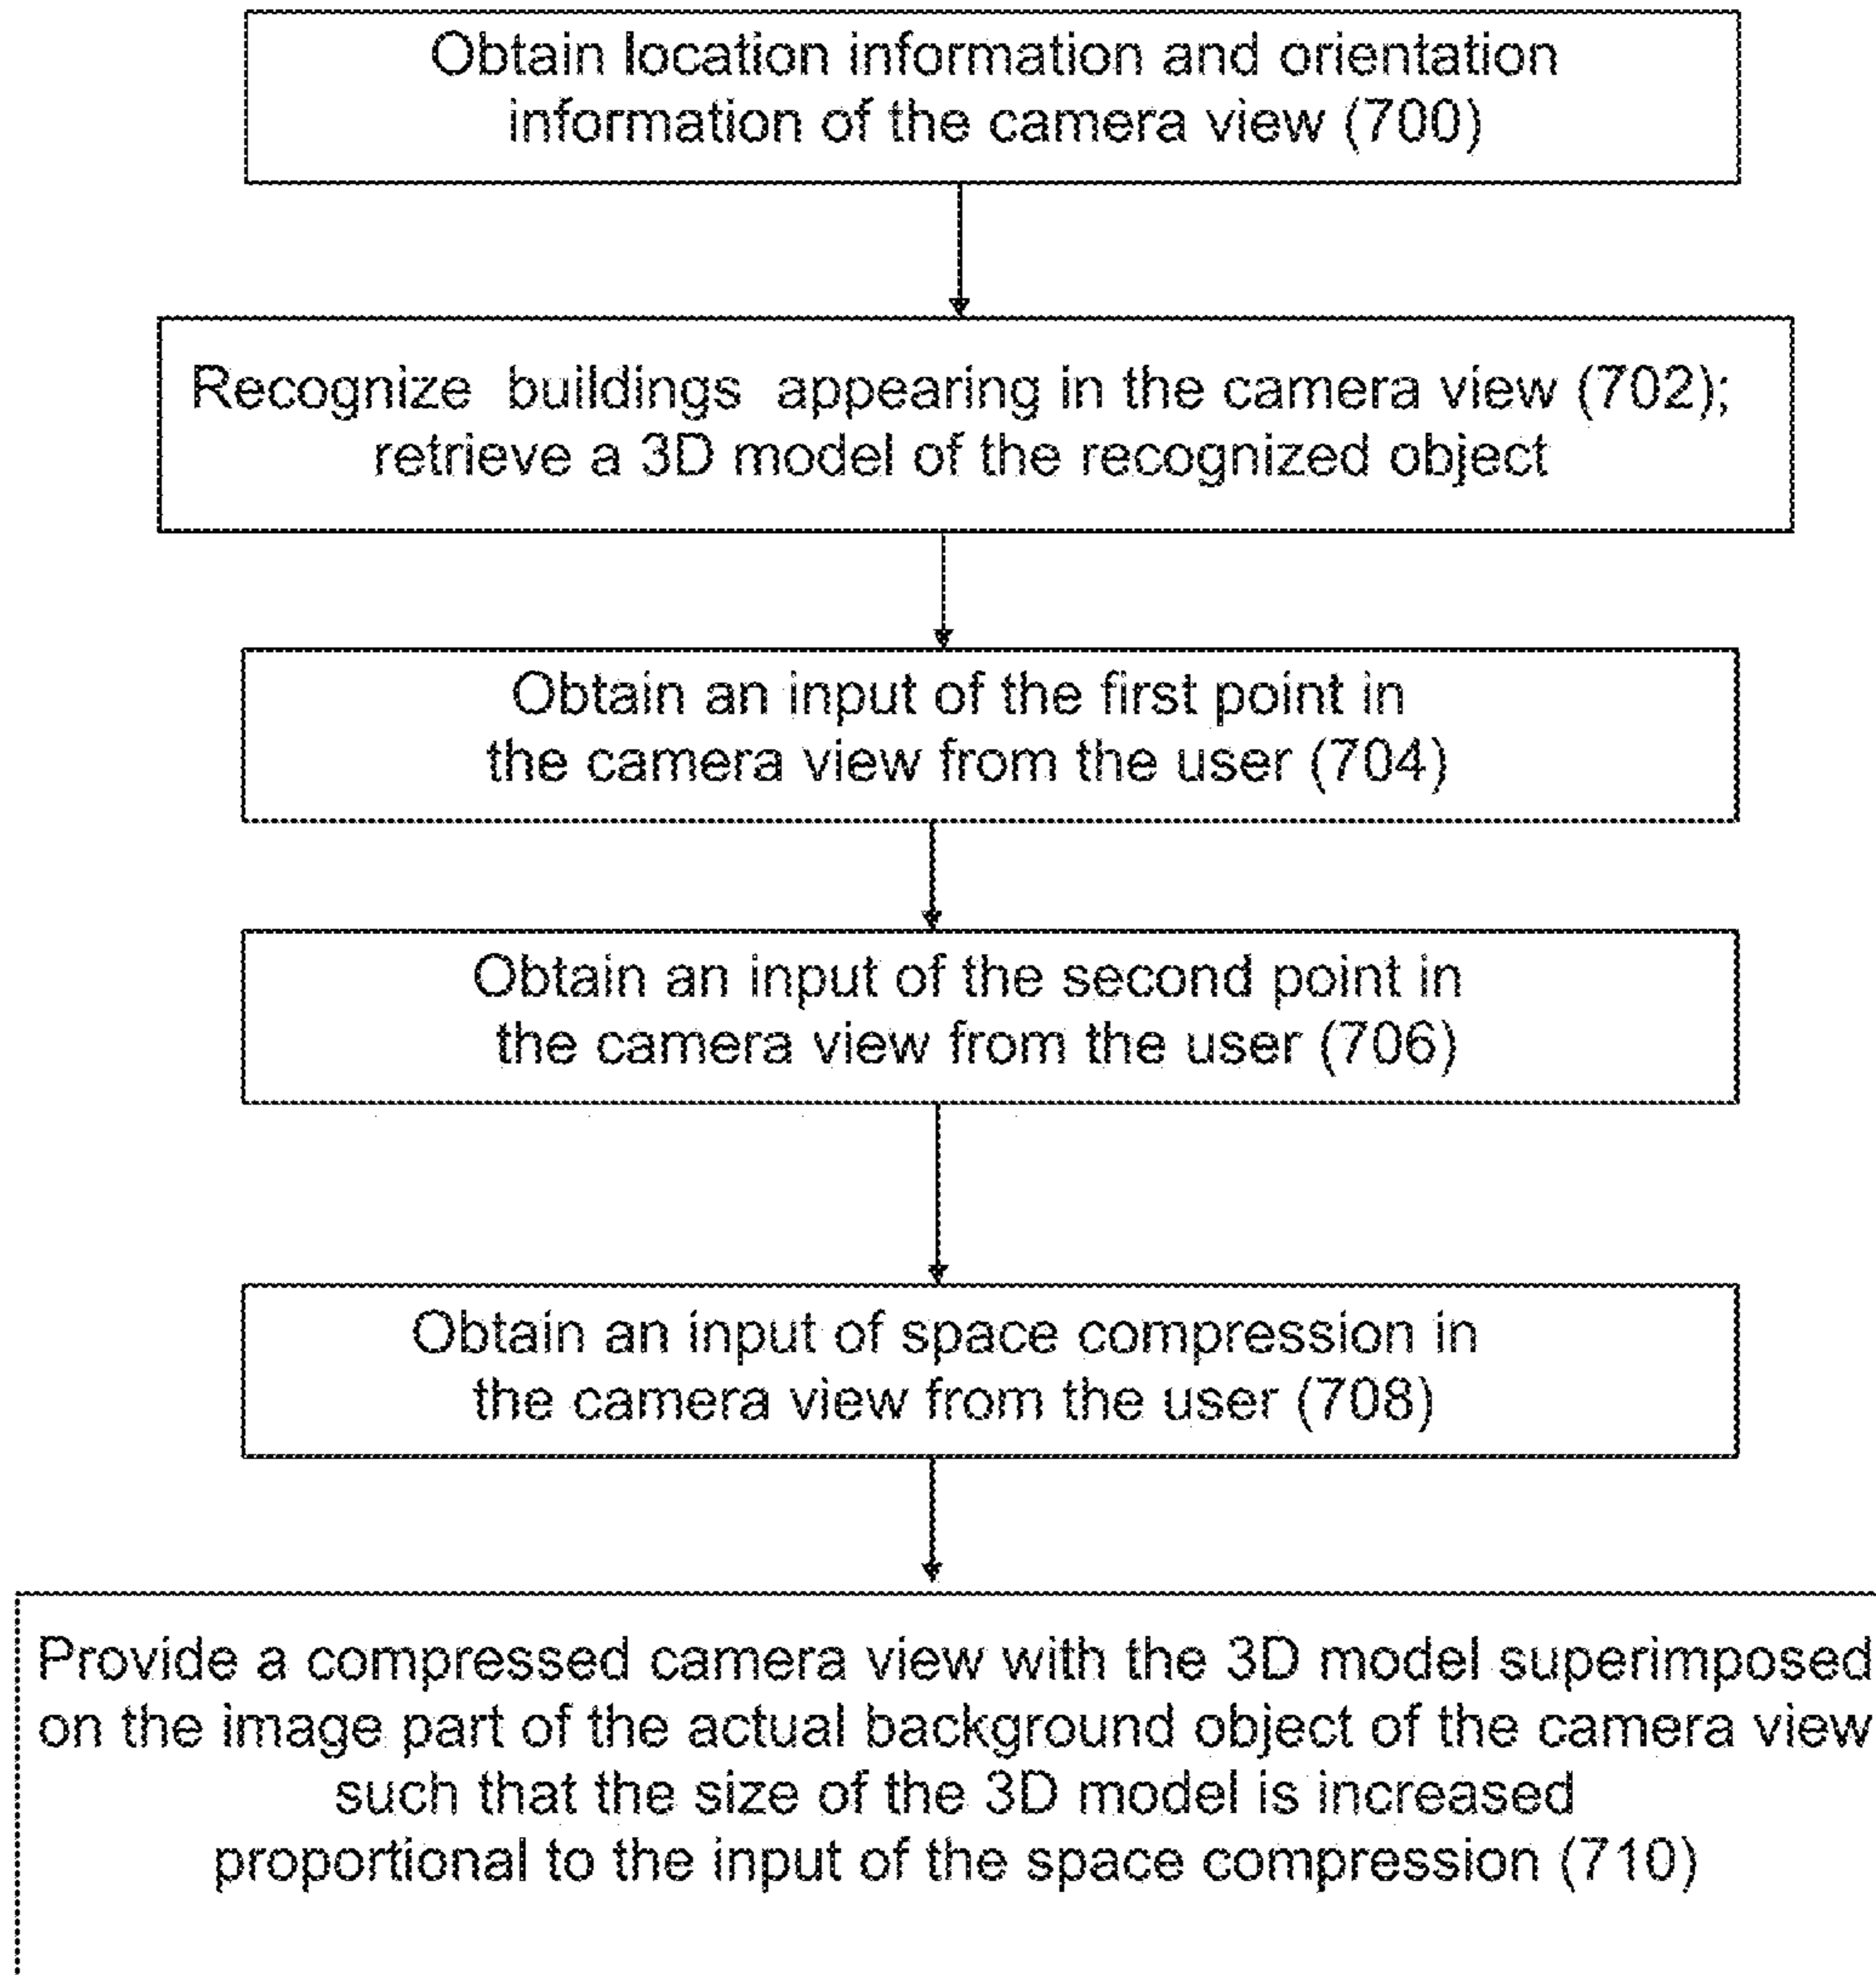 Obtain location information and orientation
information of the camera view (700)
Recognize buildings appearing in the camera view (702);
retrieve a 3D model of the recognized object
Obtain an input of the first point in
the camera view from the user (704)
Obtain an input of the second point in
the camera view from the user (706)
Obtain an input of space compression in
the camera view from the user (708)
Provide a compressed camera view with the 3D model superimposed
on the image part of the actual background object of the camera view
such that the size of the 3D model is increased
proportional to the input of the space compression (710)